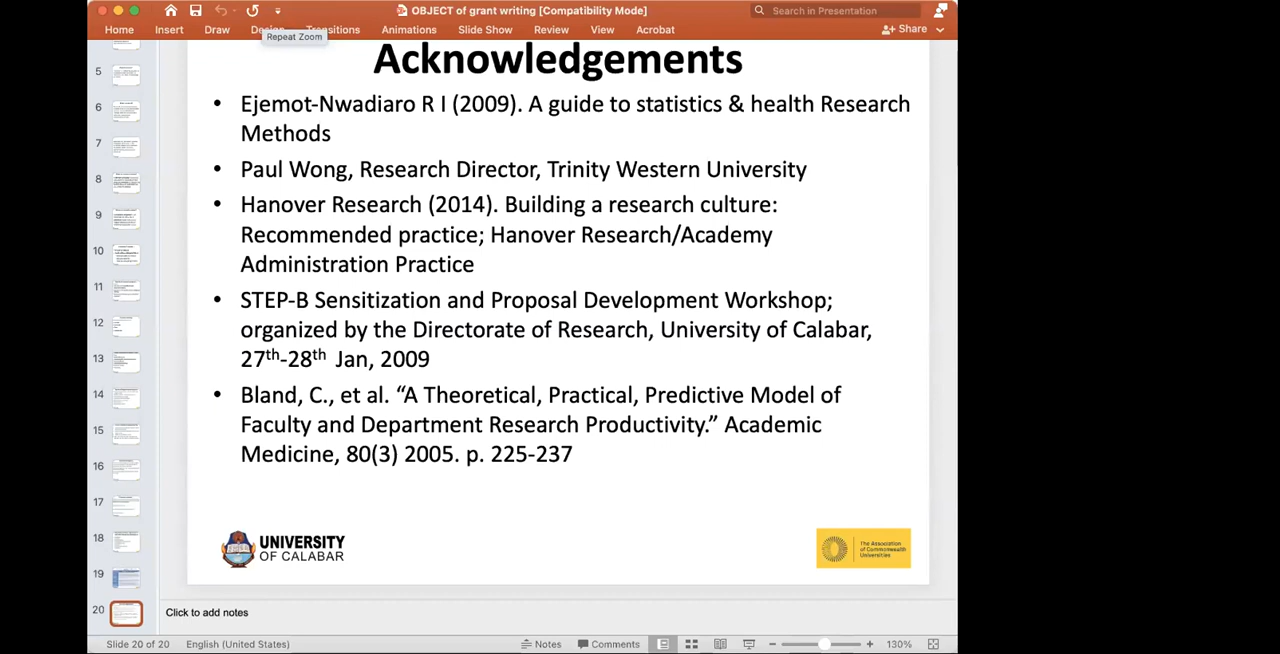 OBJECT of grant writing [Compatibility Mode]
Search in Presentation
Home Insert Draw Transitions Animations Slide Show Review View Acrobat Share
Repeat Zoom
Acknowledgements
• Ejemot-Nwadiaro R I (2009). A guide to statistics & health Research
Methods
• Paul Wong, Research Director, Trinity Western University
• Hanover Research (2014). Building a research culture:
Recommended practice; Hanover Research/Academy
Administration Practice
• STEP-B Sensitization and Proposal Development Workshop;
organized by the Directorate of Research, University of Calabar,
27th-28th Jan, 2009
• Bland, C., et al. “A Theoretical, Practical, Predictive Model of
Faculty and Department Research Productivity.” Academic
Medicine, 80(3) 2005. p. 225-237
UNIVERSITY
OF CALABAR
The Association
of Commonwealth
Universities
5
6
7
8
9
10
11
12
13
14
15
16
17
18
19
20
Click to add notes
Slide 20 of 20 English (United States) Notes Comments 130%